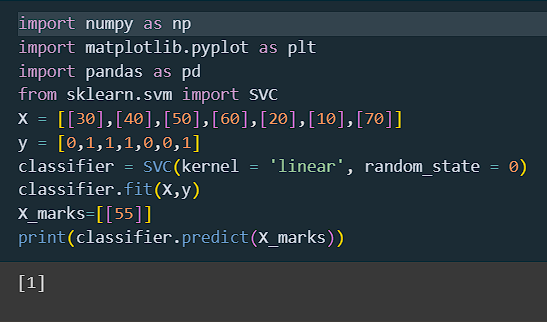 import numpy as np
import matplotlib.pyplot as plt
import pandas as pd
from sklearn.svm import SVC
X = [[30],[40],[50],[60],[20],[10],[70]]
y = [0,1,1,1,0,0,1]
classifier = SVC(kernel = 'linear', random_state = 0)
classifier.fit(X,y)
X_marks=[[55]]
print(classifier.predict(X_marks))
[1]